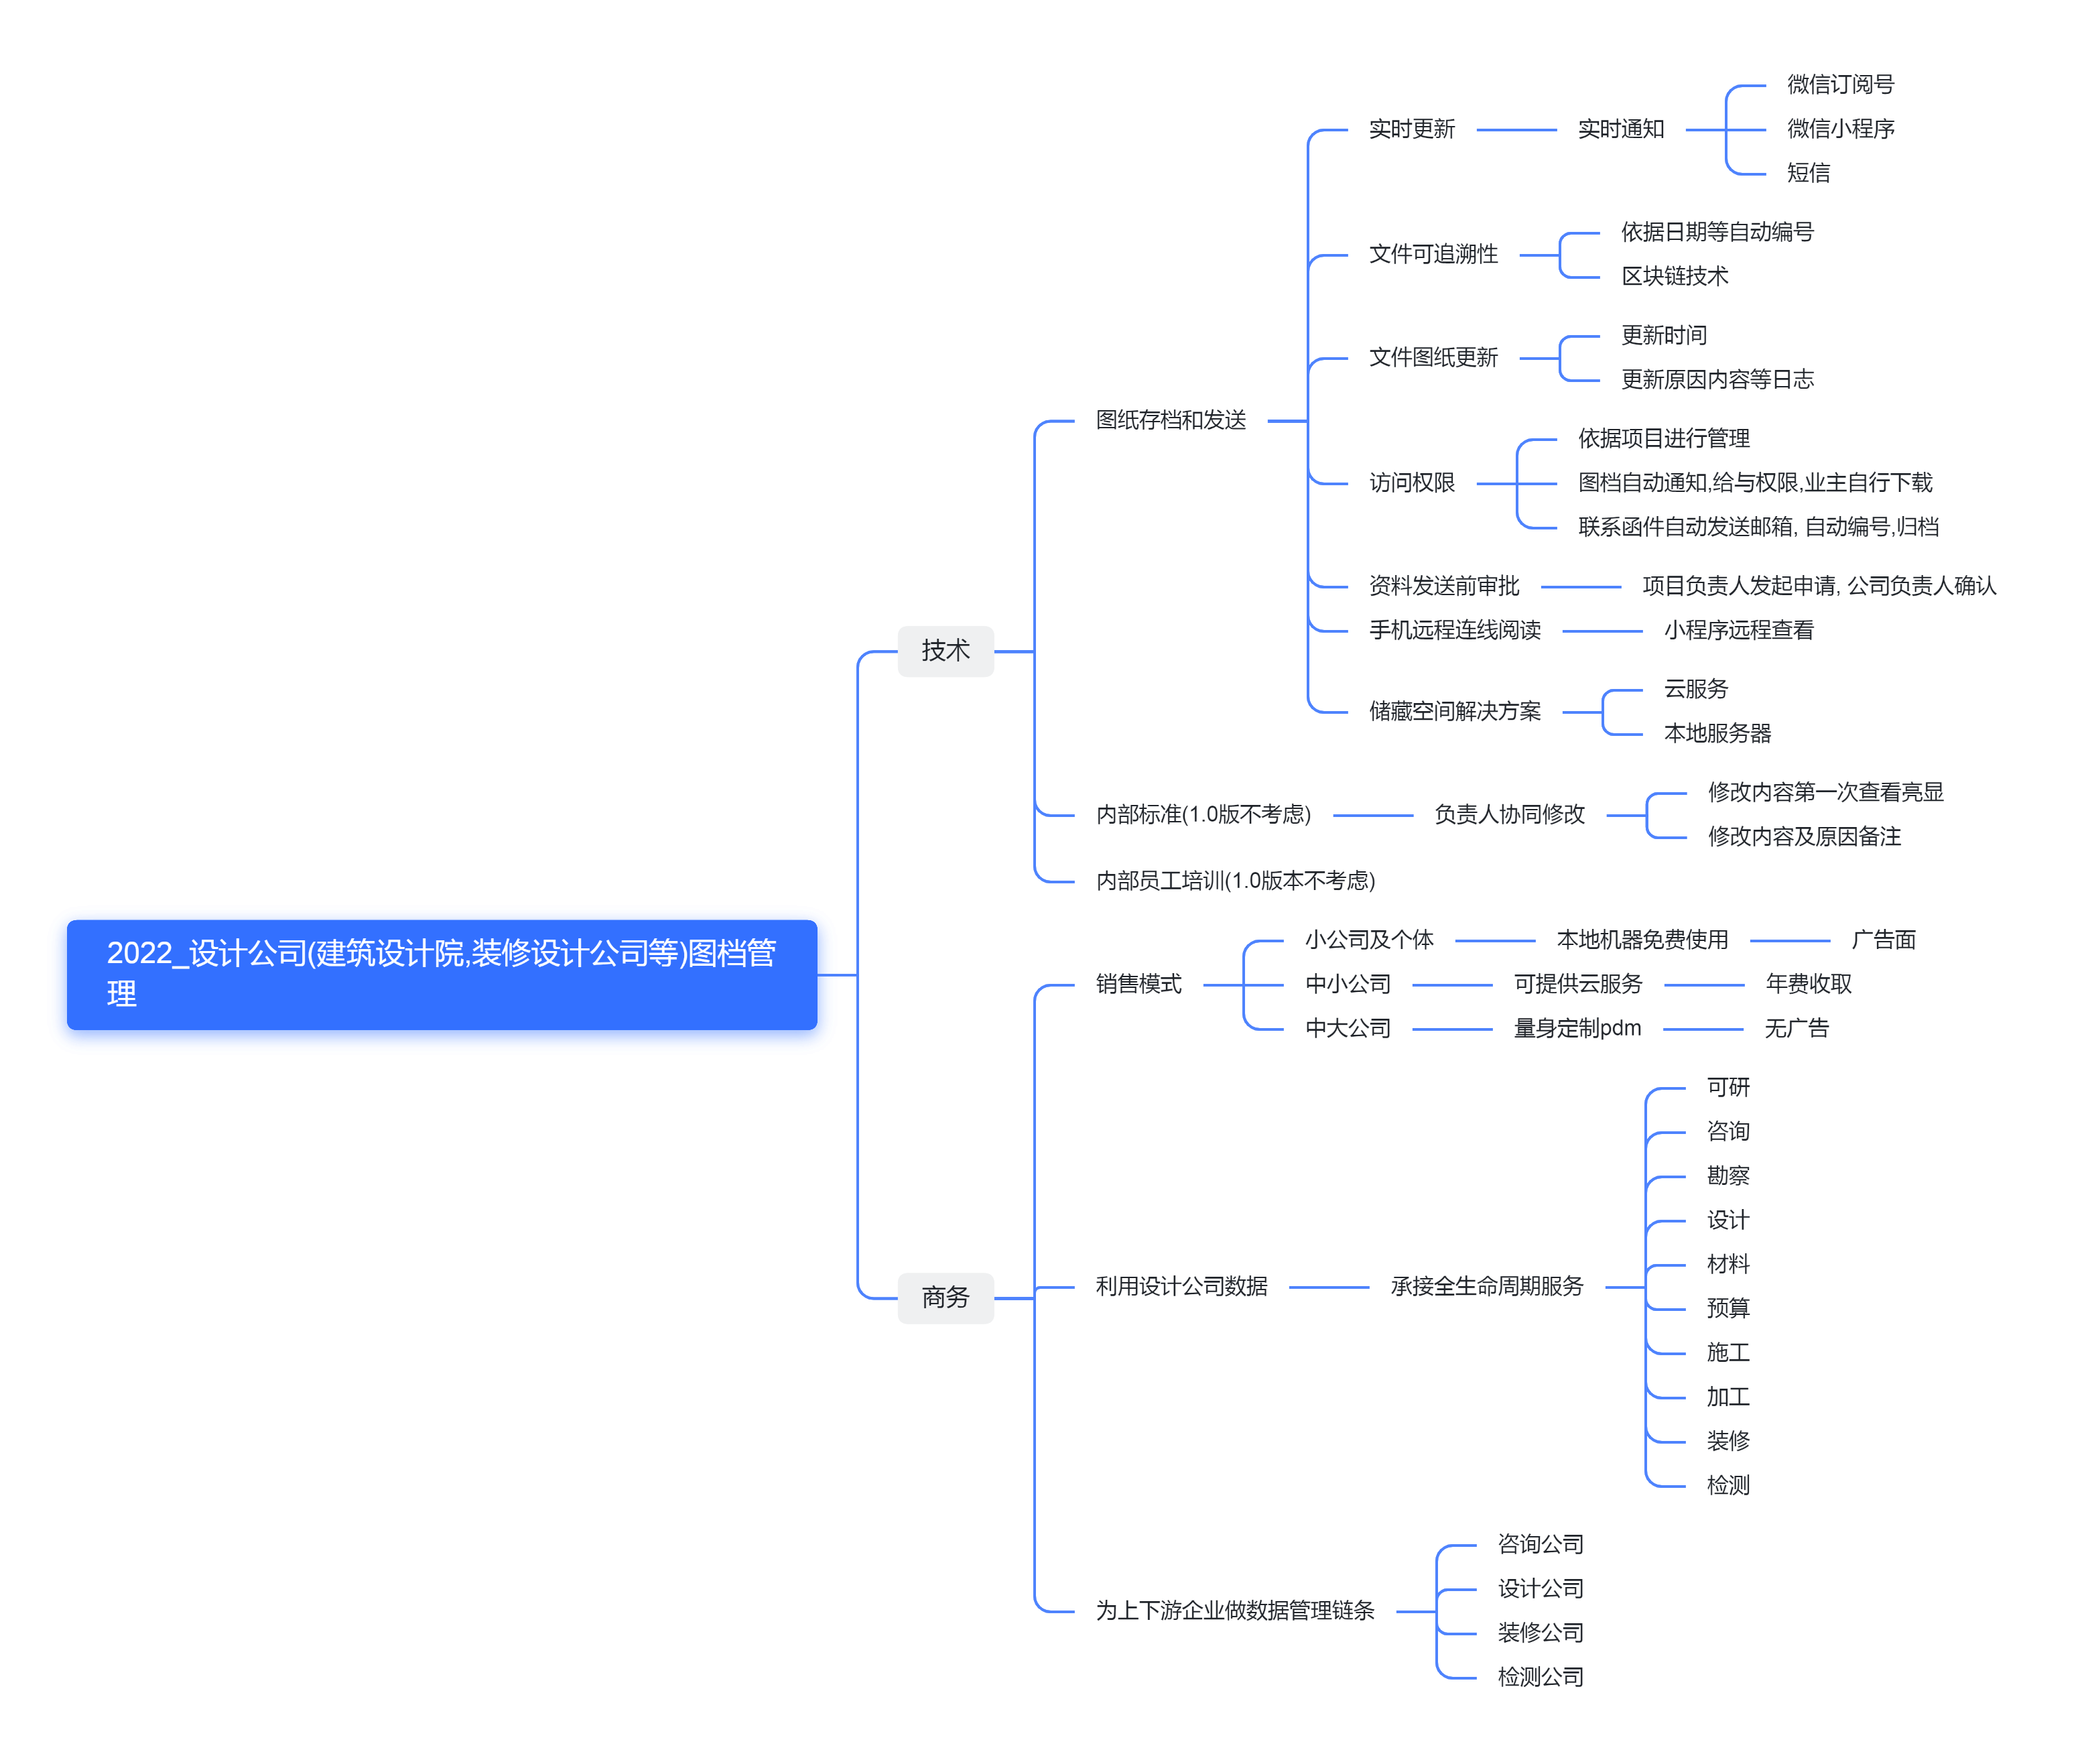 2022_设计公司(建筑设计院,装修设计公司等)图档管
理
技术
图纸存档和发送
实时更新
实时通知
微信订阅号
微信小程序
短信
文件可追溯性
依据日期等自动编号
区块链技术
文件图纸更新
更新时间
更新原因内容等日志
访问权限
依据项目进行管理
图档自动通知,给与权限,业主自行下载
联系函件自动发送邮箱, 自动编号,归档
资料发送前审批
项目负责人发起申请, 公司负责人确认
手机远程连线阅读
小程序远程查看
储藏空间解决方案
云服务
本地服务器
内部标准(1.0版不考虑)
负责人协同修改
修改内容第一次查看亮显
修改内容及原因备注
内部员工培训(1.0版本不考虑)
商务
销售模式
小公司及个体
本地机器免费使用
广告面
中小公司
可提供云服务
年费收取
中大公司
量身定制pdm
无广告
利用设计公司数据
承接全生命周期服务
可研
咨询
勘察
设计
材料
预算
施工
加工
装修
检测
为上下游企业做数据管理链条
咨询公司
设计公司
装修公司
检测公司